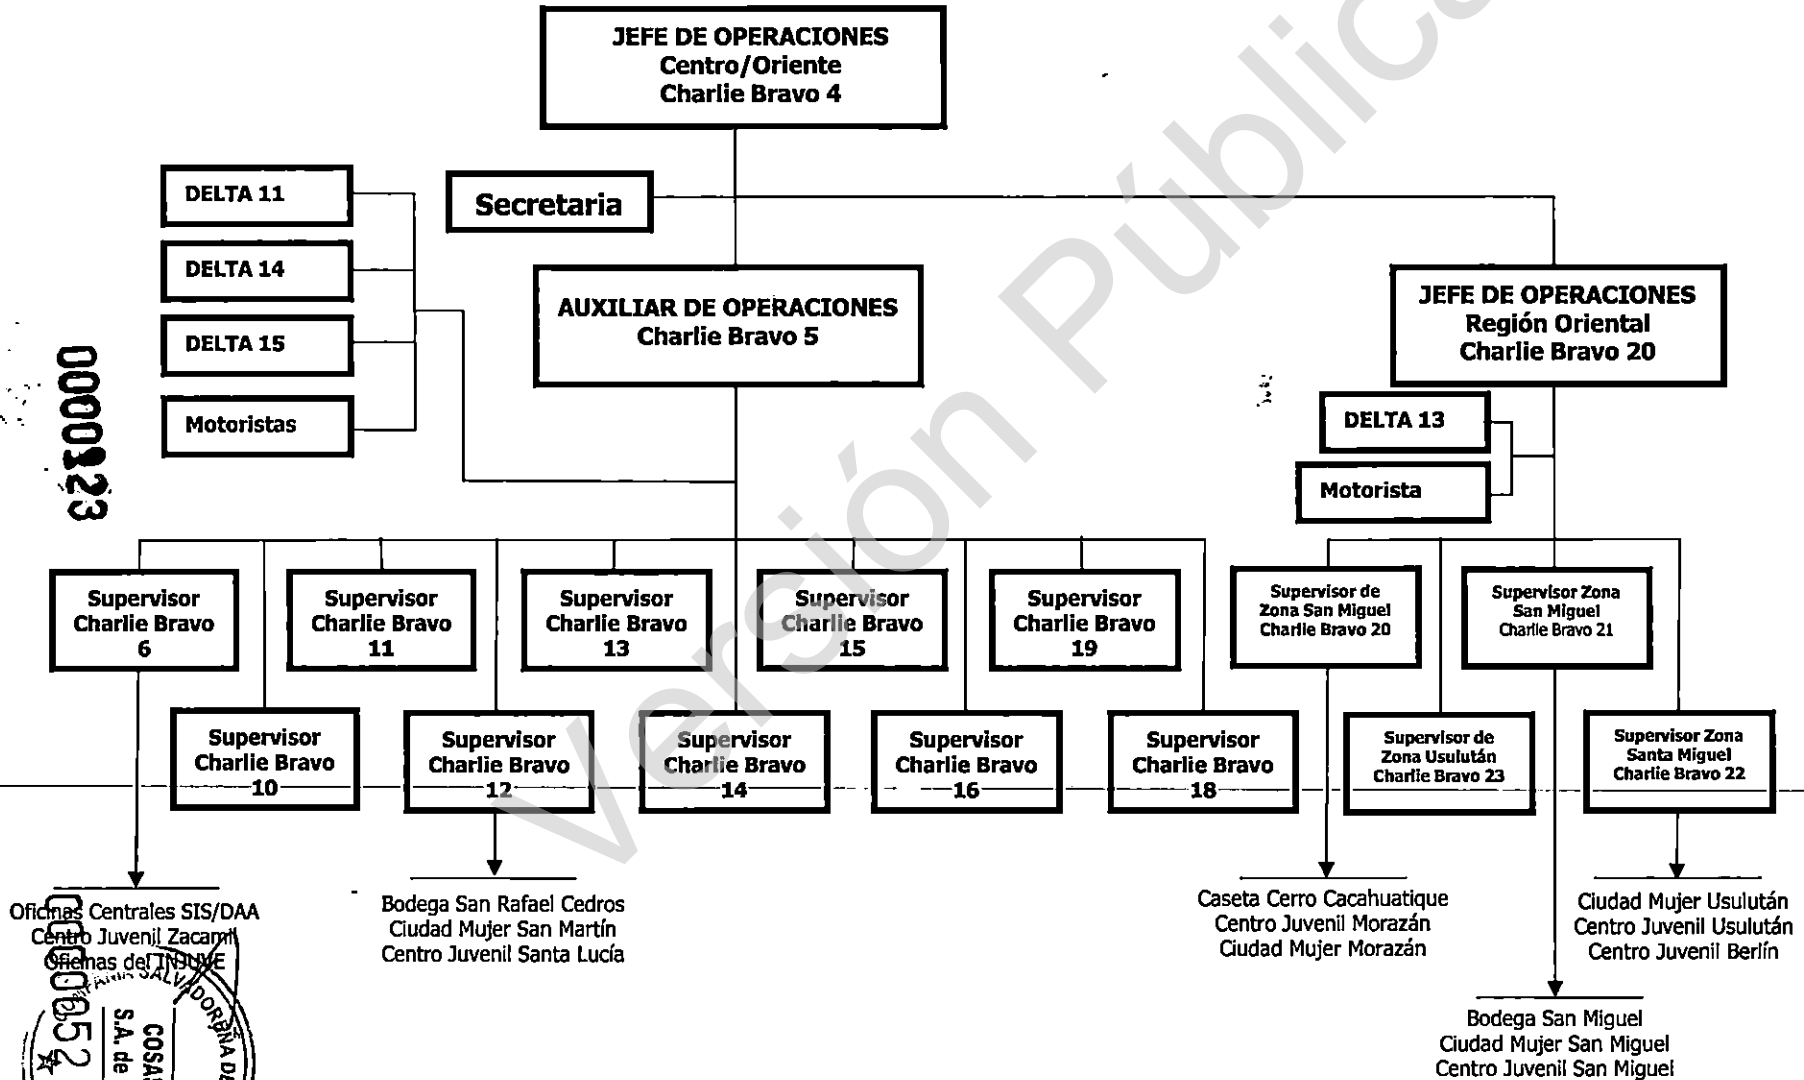 JEFE DE OPERACIONES
Centro/Oriente
Charlie Bravo 4
DELTA 11
Secretaria
DELTA 14
AUXILIAR DE OPERACIONES
Charlie Bravo 5
JEFE DE OPERACIONES
Región Oriental
Charlie Bravo 20
DELTA 15
Motoristas
DELTA 13
Motorista
000123
Supervisor
Charlie Bravo
6
Supervisor
Charlie Bravo
11
Supervisor
Charlie Bravo
13
Supervisor
Charlie Bravo
15
Supervisor
Charlie Bravo
19
Supervisor de
Zona San Miguel
Charlie Bravo 20
Supervisor Zona
San Miguel
Charlie Bravo 21
Supervisor
Charlie Bravo
10
Supervisor
Charlie Bravo
12
Supervisor
Charlie Bravo
14
Supervisor
Charlie Bravo
16
Supervisor
Charlie Bravo
18
Supervisor de
Zona Usulután
Charlie Bravo 23
Supervisor Zona
Santa Miguel
Charlie Bravo 22
Oficinas Centrales SIS/DAA
Centro Juvenil Zacamil
Oficinas del INJUVE
Bodega San Rafael Cedros
Ciudad Mujer San Martín
Centro Juvenil Santa Lucía
Caseta Cerro Cacahuatique
Centro Juvenil Morazán
Ciudad Mujer Morazán
Ciudad Mujer Usulután
Centro Juvenil Usulután
Centro Juvenil Berlín
Bodega San Miguel
Ciudad Mujer San Miguel
Centro Juvenil San Miguel
S.A. de
Versión Pública